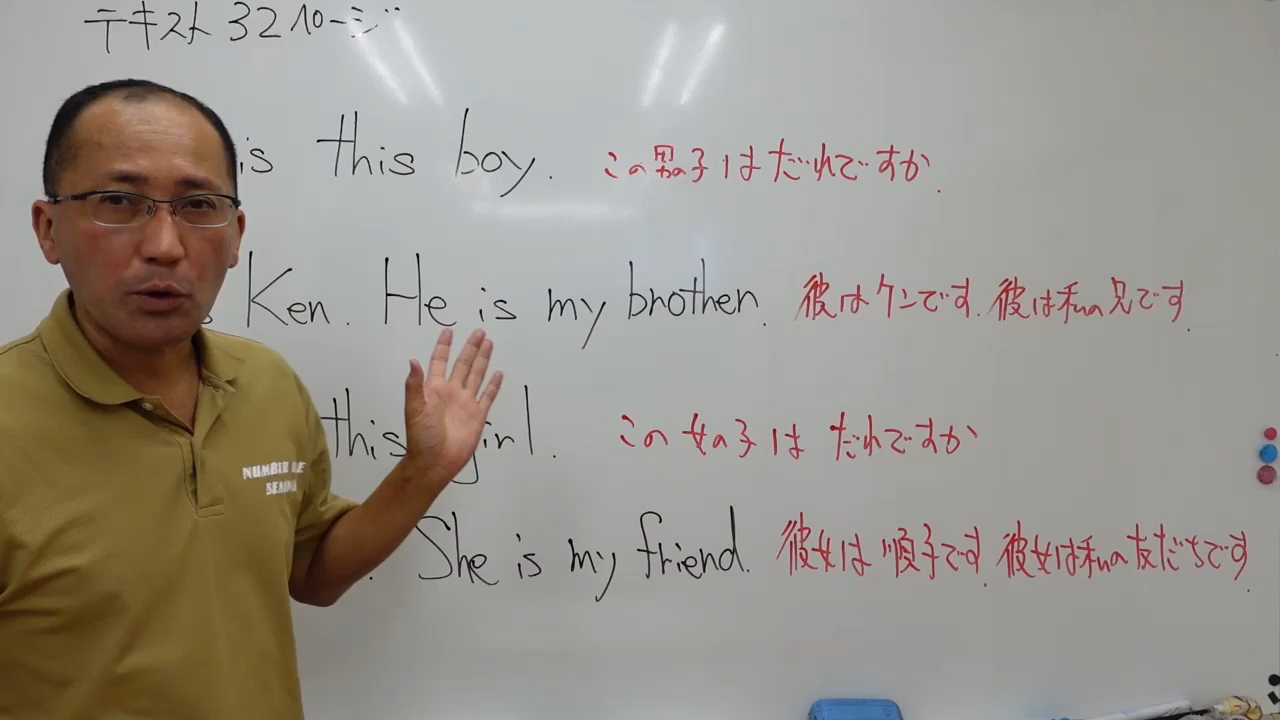 テキスト32ページ
is this boy. この男子はだれですか.
Ken. He is my brother. 彼はケンです. 彼は私の兄です.
this girl. この女の子はだれですか
. She is my friend. 彼女は順子です. 彼女は私の友だちです.
NUMBER
SEMINA